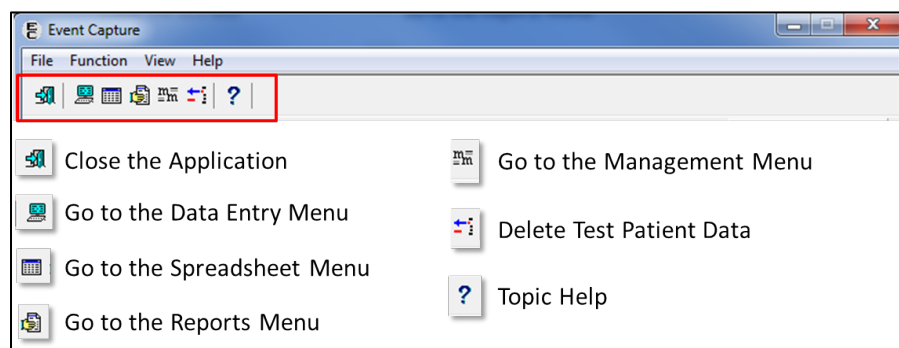 Event Capture
File Function View Help
?
Close the Application
Go to the Data Entry Menu
Go to the Spreadsheet Menu
Go to the Reports Menu
Go to the Management Menu
Delete Test Patient Data
? Topic Help